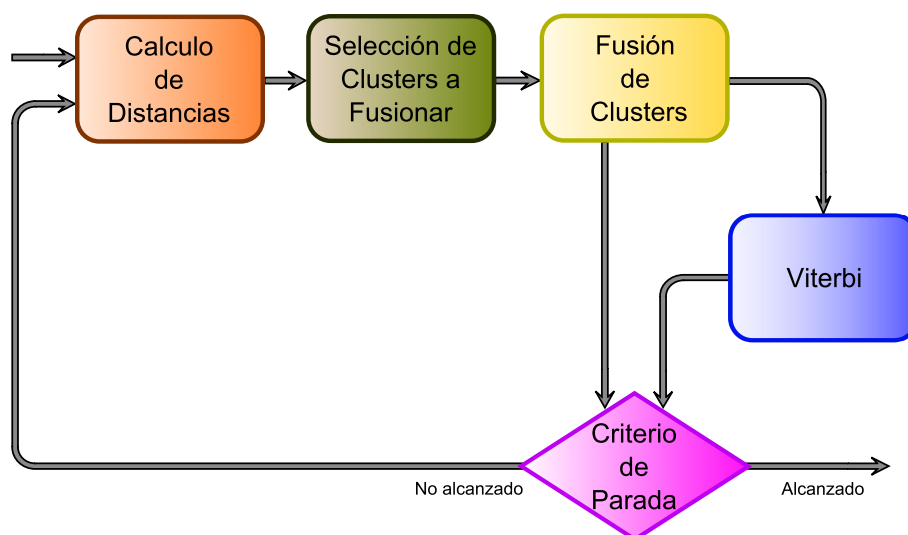 Calculo
de
Distancias
Selección de
Clusters a
Fusionar
Fusión
de
Clusters
Viterbi
Criterio
de
Parada
No alcanzado
Alcanzado